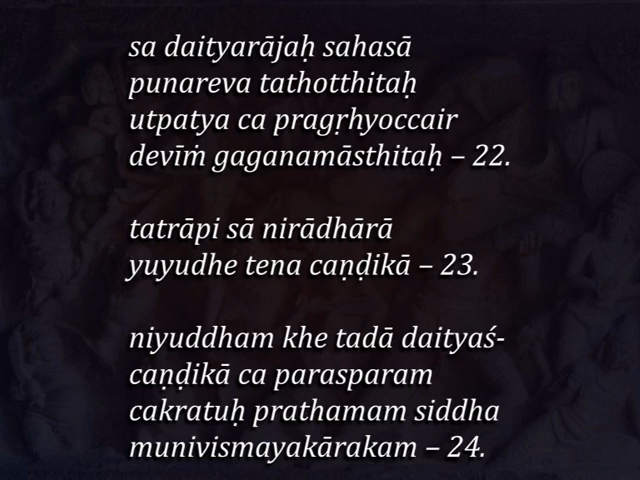 sa daityarājaḥ sahasā
punareva tathotthitaḥ
utpatya ca pragṛhyoccair
devīṁ gaganamāsthitaḥ – 22.
tatrāpi sā nirādhārā
yuyudhe tena caṇḍikā – 23.
niyuddham khe tadā daityaś-
caṇḍikā ca parasparam
cakratuḥ prathamam siddha
munivismayakārakam – 24.